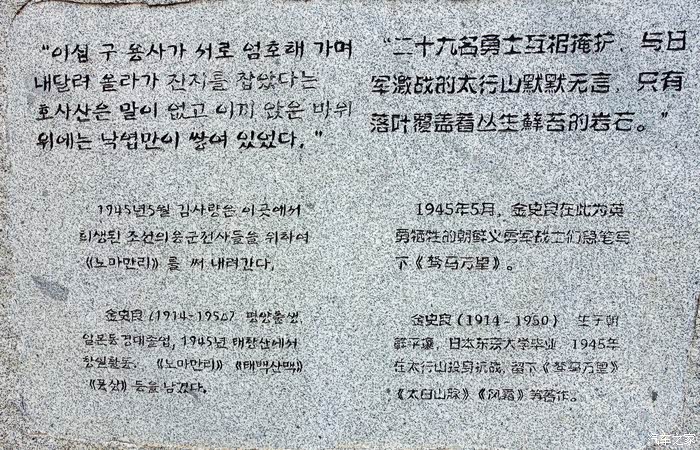 “이십 구 용사가 서로 엄호해 가며
내달려 올라가 진지를 잡았다는
호사산은 말이 없고 이끼 앉은 바위
위에는 낙엽만이 쌓여 있었다.”
1945년5월 김사량은 이곳에서
희생된 조선의용군전사들을 위하여
《노마만리》를 써 내려간다.
金史良 (1914-195 평양출생.
일본동경대졸업, 1945년 태항산에서
항일활동. 《노마만리》 《태백산맥》
등을 남겼다.
“二十九名勇士互相掩护，与日
军激战的太行山默默无言，只有
落叶覆盖着丛生藓苔的岩石。”
1945年5月，金史良在此为英
勇牺牲的朝鲜义勇军战士们急笔写
下《驽马万里》。
金史良（1914-1950） 生于朝
鲜平壤，日本东京大学毕业 1945年
在太行山投身抗战，留下《驽马万里》
《太白山脉》《风霜》等著作。
汽车之家